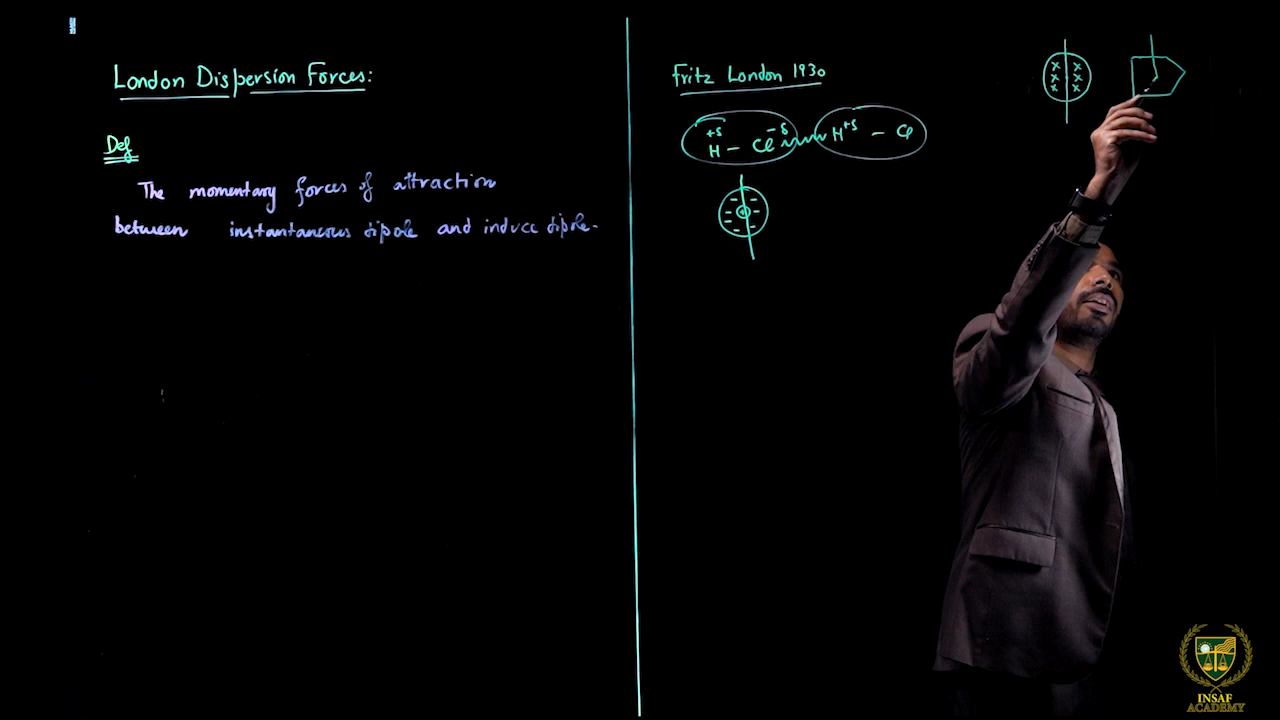 London Dispersion Forces:
Def
The momentary forces of attraction
between instantaneous dipole and induce dipole.
Fritz London 1930
+δ -δ +δ
H - Cl H - Cl
- - - - - - - -
+
x x
x x
x x
INSAF
ACADEMY